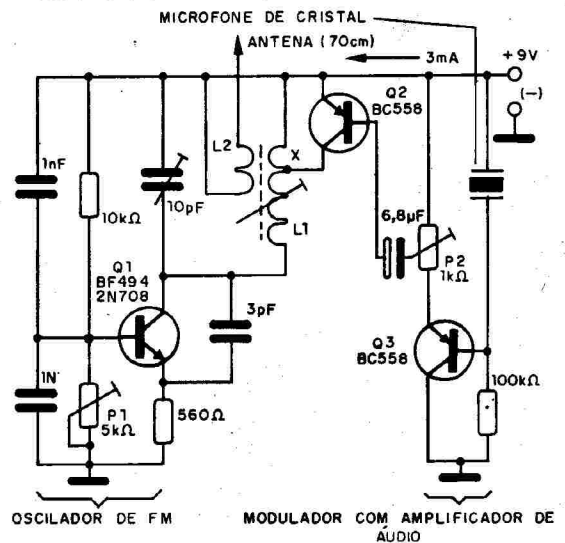 MICROFONE DE CRISTAL
ANTENA (70cm)
3mA
+9V
(-)
Q2
BC558
L2
X
1nF
10kΩ
10pF
L1
6,8µF
P2
1kΩ
Q1
BF494
2N708
3pF
Q3
BC558
1N
P1
5kΩ
560Ω
100kΩ
OSCILADOR DE FM
MODULADOR COM AMPLIFICADOR DE
ÁUDIO